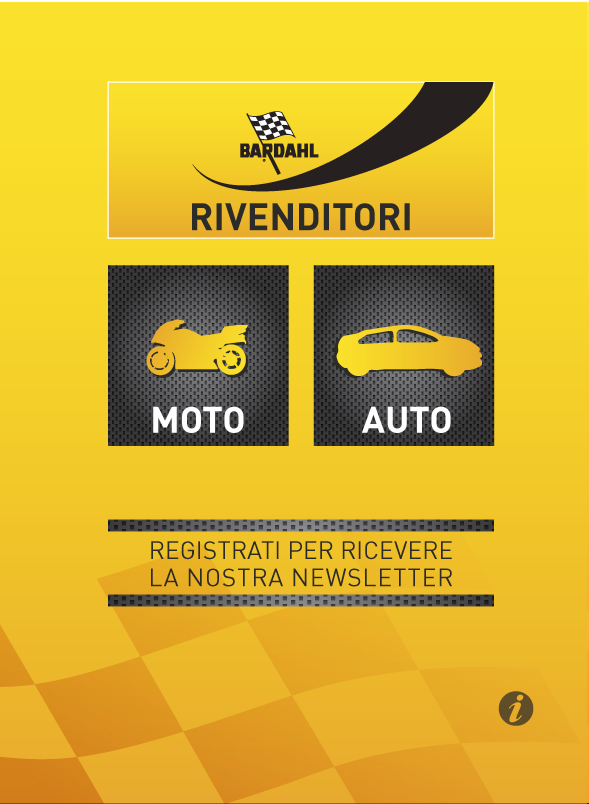 BARDAHL
RIVENDITORI
MOTO
AUTO
REGISTRATI PER RICEVERE
LA NOSTRA NEWSLETTER
i